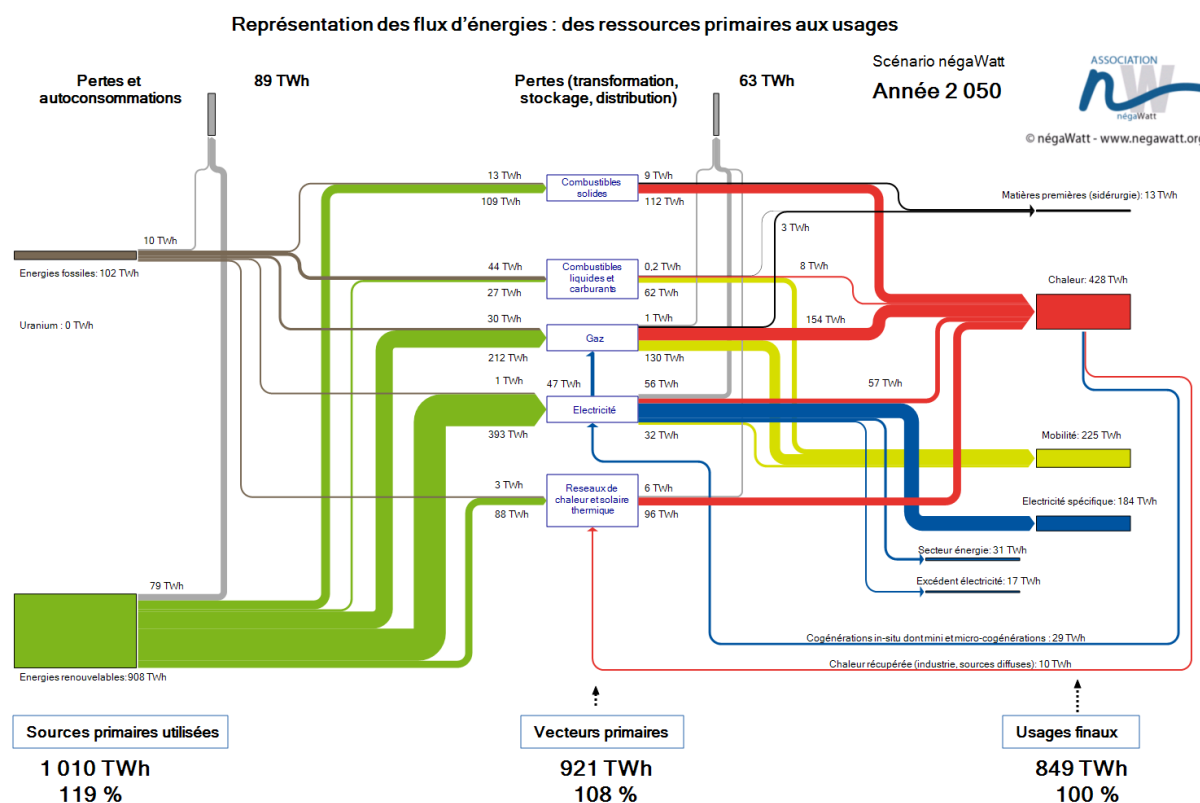 Représentation des flux d'énergies : des ressources primaires aux usages
Pertes et
autoconsommations
89 TWh
Pertes (transformation,
stockage, distribution)
63 TWh
Scénario négaWatt
Année 2 050
ASSOCIATION
nW
négaWatt
© négaWatt - www.negawatt.org
10 TWh
Energies fossiles: 102 TWh
Uranium : 0 TWh
79 TWh
Energies renouvelables: 908 TWh
13 TWh
109 TWh
Combustibles
solides
9 TWh
112 TWh
44 TWh
27 TWh
Combustibles
liquides et
carburants
0,2 TWh
62 TWh
30 TWh
212 TWh
Gaz
1 TWh
130 TWh
1 TWh
47 TWh
393 TWh
Electricité
56 TWh
32 TWh
3 TWh
88 TWh
Reseaux de
chaleur et solaire
thermique
6 TWh
96 TWh
3 TWh
8 TWh
154 TWh
57 TWh
Matières premières (sidérurgie): 13 TWh
Chaleur: 428 TWh
Mobilité: 225 TWh
Electricité spécifique: 184 TWh
Secteur énergie: 31 TWh
Excédent électricité: 17 TWh
Cogénérations in-situ dont mini et micro-cogénérations : 29 TWh
Chaleur récupérée (industrie, sources diffuses): 10 TWh
Sources primaires utilisées
1 010 TWh
119 %
Vecteurs primaires
921 TWh
108 %
Usages finaux
849 TWh
100 %